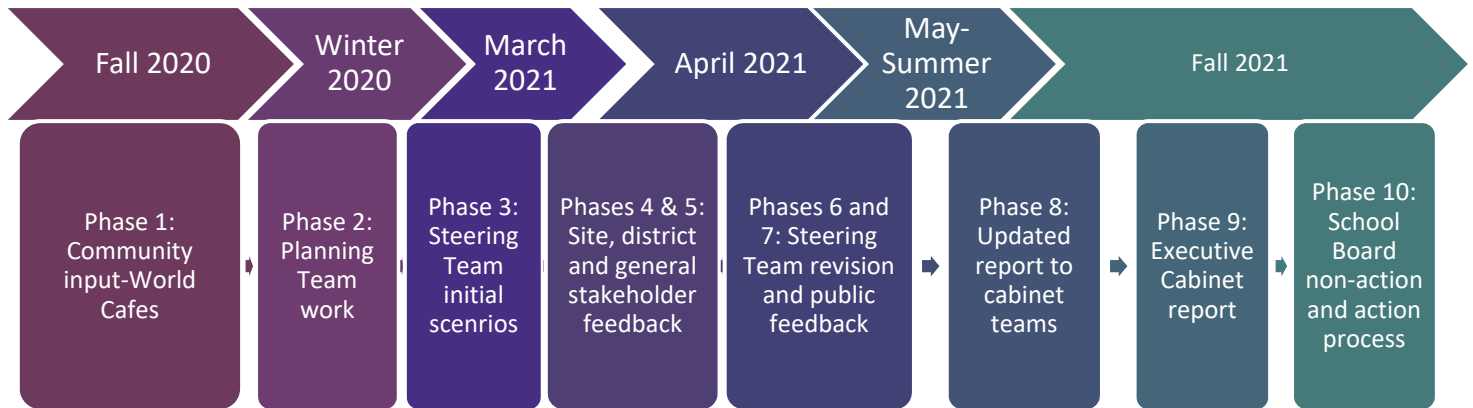 Fall 2020
Winter
2020
March
2021
April 2021
May-
Summer
2021
Fall 2021
Phase 1:
Community
input-World
Cafes
Phase 2:
Planning
Team
work
Phase 3:
Steering
Team
initial
scenrios
Phases 4 & 5:
Site, district
and general
stakeholder
feedback
Phases 6 and
7: Steering
Team revision
and public
feedback
Phase 8:
Updated
report to
cabinet
teams
Phase 9:
Executive
Cabinet
report
Phase 10:
School
Board
non-action
and action
process